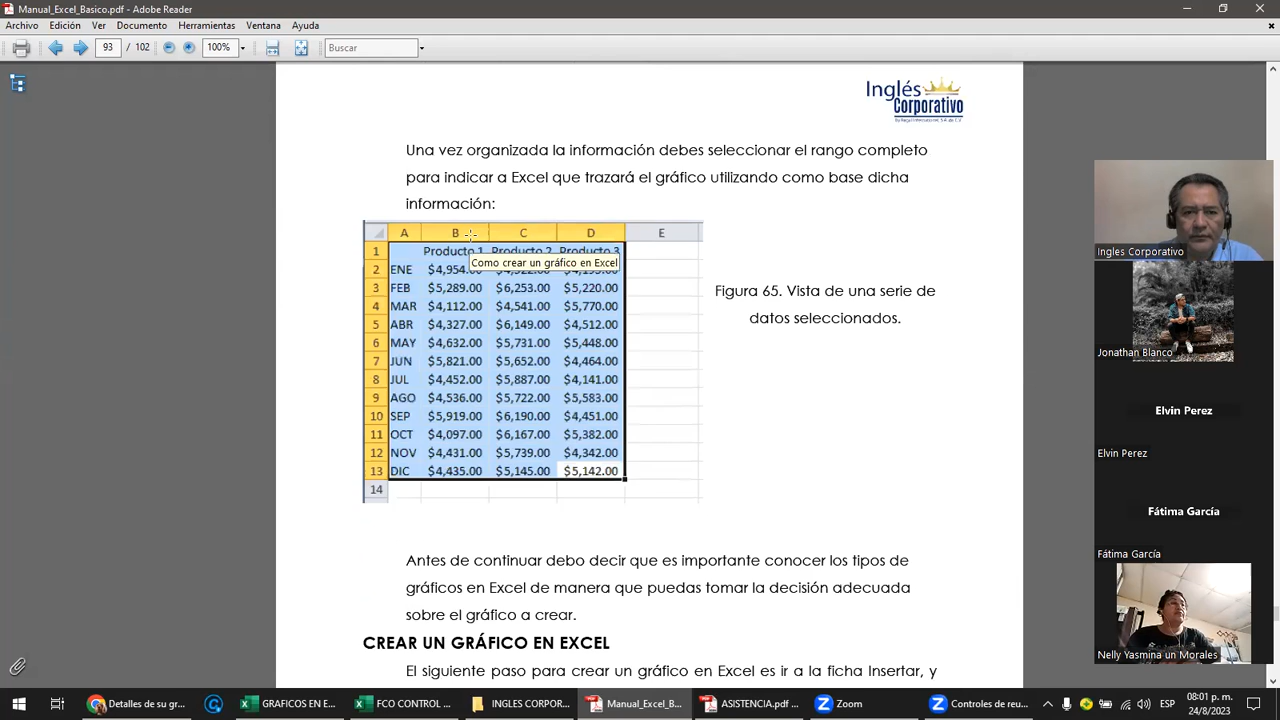 Manual_Excel_Basico.pdf - Adobe Reader
Archivo Edición Ver Documento Herramientas Ventana Ayuda
93 / 102 100% Buscar
Inglés
Corporativo
Una vez organizada la información debes seleccionar el rango completo
para indicar a Excel que trazará el gráfico utilizando como base dicha
información:
A B C D E
1 Producto 1 Producto 2 Producto 3
Como crear un gráfico en Excel
2 ENE $4,954.00
3 FEB $5,289.00 $6,253.00 $5,220.00
4 MAR $4,112.00 $4,541.00 $5,770.00
5 ABR $4,327.00 $6,149.00 $4,512.00
6 MAY $4,632.00 $5,731.00 $5,448.00
7 JUN $5,821.00 $5,652.00 $4,464.00
8 JUL $4,452.00 $5,887.00 $4,141.00
9 AGO $4,536.00 $5,722.00 $5,583.00
10 SEP $5,919.00 $6,190.00 $4,451.00
11 OCT $4,097.00 $6,167.00 $5,382.00
12 NOV $4,431.00 $5,739.00 $4,342.00
13 DIC $4,435.00 $5,145.00 $5,142.00
14
Figura 65. Vista de una serie de
datos seleccionados.
Antes de continuar debo decir que es importante conocer los tipos de
gráficos en Excel de manera que puedas tomar la decisión adecuada
sobre el gráfico a crear.
CREAR UN GRÁFICO EN EXCEL
El siguiente paso para crear un gráfico en Excel es ir a la ficha Insertar, y
Ingles Corporativo
Jonathan Blanco
Elvin Perez
Elvin Perez
Fátima García
Fátima García
Nelly Yasmina un Morales
Detalles de su gr...
GRAFICOS EN E...
FCO CONTROL ...
INGLES CORPOR...
Manual_Excel_B...
ASISTENCIA.pdf ...
Zoom
Controles de reu...
ESP
08:01 p. m.
24/8/2023